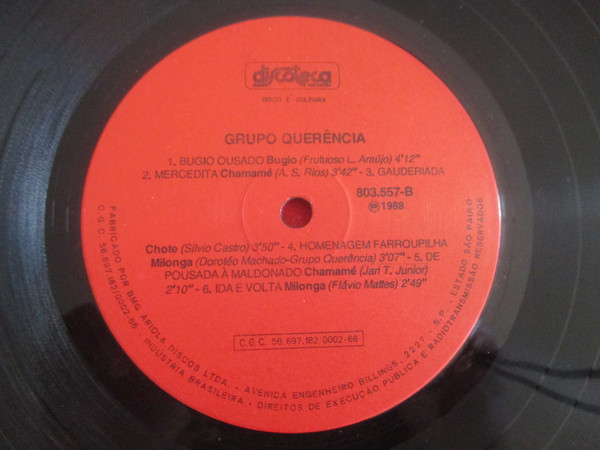 discoteca
DISCO É CULTURA
GRUPO QUERÊNCIA
1. BUGIO OUSADO Bugio (Frutuoso L. Araújo) 4'12"
2. MERCEDITA Chamamé (A. S. Rios) 3'42" - 3. GAUDERIADA
803.557-B
℗1988
Chote (Sílvio Castro) 3'50" - 4. HOMENAGEM FARROUPILHA
Milonga (Dorotéo Machado-Grupo Querência) 3'07" - 5. DE
POUSADA À MALDONADO Chamamé (Jari T. Junior)
2'10" - 6. IDA E VOLTA Milonga (Flávio Mattes) 2'49"
C.G.C. 56.697.162/0002-66
FABRICADO POR BMG ARIOLA DISCOS LTDA. - AVENIDA ENGENHEIRO BILLINGS, 2227 - S.P. - ESTADO SÃO PAULO
C.G.C. 56.697.162/0002-66 - INDÚSTRIA BRASILEIRA - DIREITOS DE EXECUÇÃO PÚBLICA E RADIOTRANSMISSÃO RESERVADOS